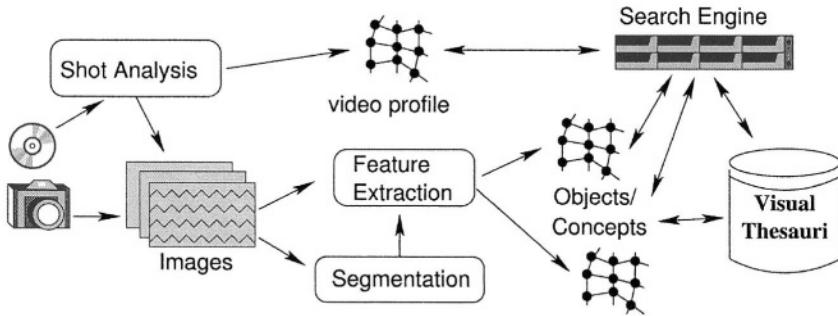 Search Engine
Shot Analysis
video profile
Feature
Extraction
Objects/
Concepts
Visual
Thesauri
Images
Segmentation